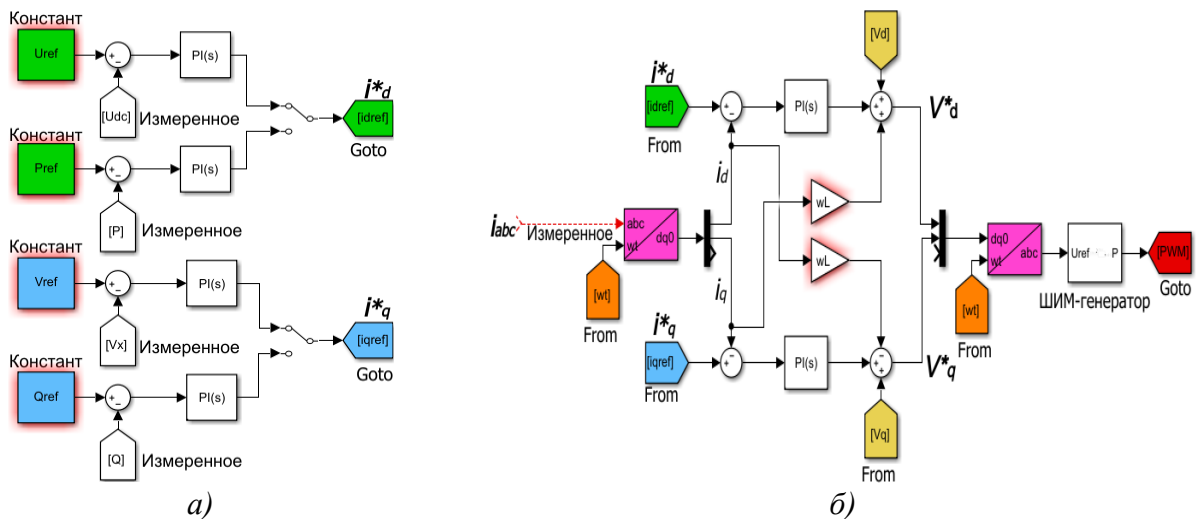 Констант
Uref
+
−
PI(s)
[Udc]
Измеренное
i*d
[idref]
Goto
Констант
Pref
+
−
PI(s)
[P]
Измеренное
Констант
Vref
+
−
PI(s)
[Vx]
Измеренное
i*q
[iqref]
Goto
Констант
Qref
+
−
PI(s)
[Q]
Измеренное
а)
[Vd]
i*d
[idref]
From
+
−
PI(s)
+
+
+
V*d
id
wL
iabc
Измеренное
abc
wt
dq0
[wt]
From
wL
iq
dq0
wt
abc
[wt]
From
Uref
P
ШИМ-генератор
[PWM]
Goto
i*q
[iqref]
From
−
+
PI(s)
−
+
+
V*q
[Vq]
From
б)